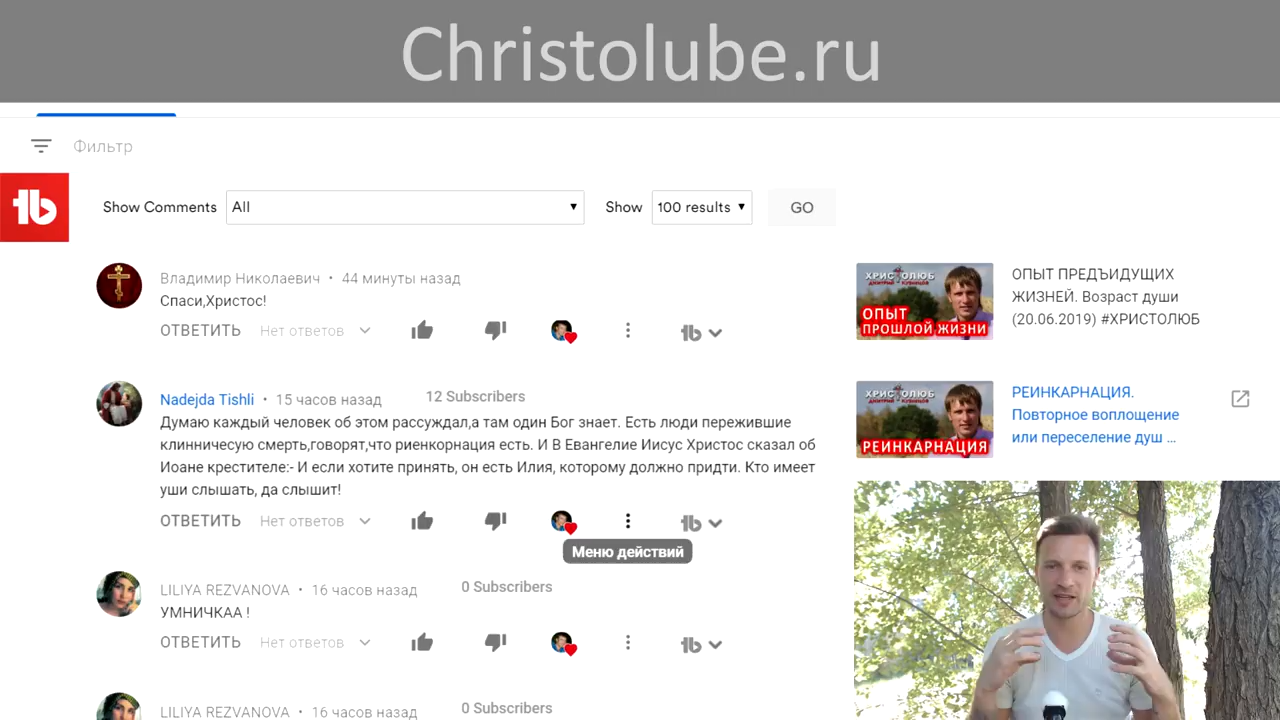 Christolube.ru
Фильтр
Show Comments All Show 100 results GO
Владимир Николаевич • 44 минуты назад
Спаси,Христос!
ОТВЕТИТЬ Нет ответов
ХРИСТОЛЮБ
ДМИТРИЙ КУЗНЕЦОВ
ОПЫТ
ПРОШЛОЙ ЖИЗНИ
ОПЫТ ПРЕДЪИДУЩИХ
ЖИЗНЕЙ. Возраст души
(20.06.2019) #ХРИСТОЛЮБ
Nadejda Tishli • 15 часов назад 12 Subscribers
Думаю каждый человек об этом рассуждал,а там один Бог знает. Есть люди пережившие
клинничесую смерть,говорят,что риенкорнация есть. И В Евангелие Иисус Христос сказал об
Иоане крестителе:- И если хотите принять, он есть Илия, которому должно придти. Кто имеет
уши слышать, да слышит!
ОТВЕТИТЬ Нет ответов
Меню действий
ХРИСТОЛЮБ
ДМИТРИЙ КУЗНЕЦОВ
РЕИНКАРНАЦИЯ
РЕИНКАРНАЦИЯ.
Повторное воплощение
или переселение душ ...
LILIYA REZVANOVA • 16 часов назад 0 Subscribers
УМНИЧКАА !
ОТВЕТИТЬ Нет ответов
LILIYA REZVANOVA • 16 часов назад 0 Subscribers